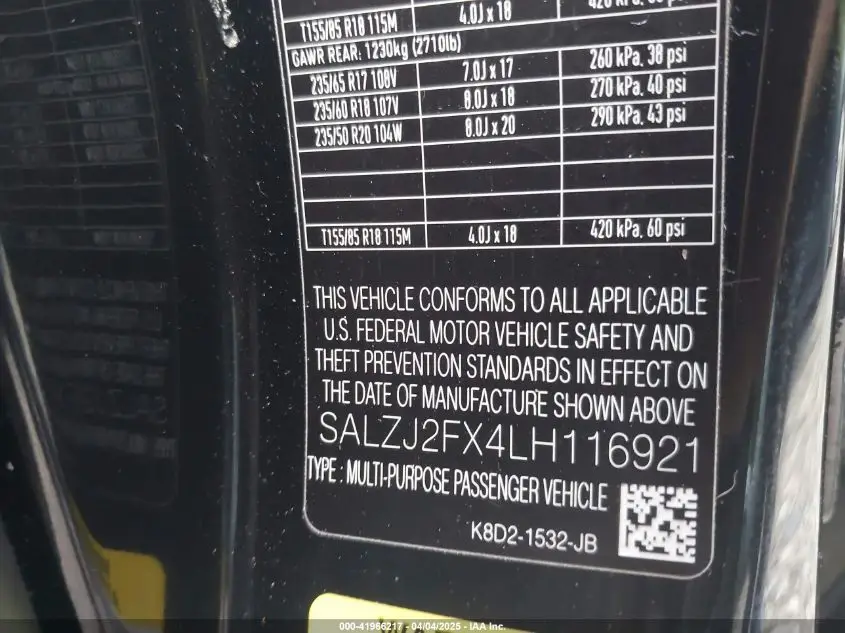 T155/85 R18 115M 4.0J x 18
GAWR REAR: 1230kg (2710lb)
235/65 R17 108V 7.0J x 17 260 kPa, 38 psi
235/60 R18 107V 8.0J x 18 270 kPa, 40 psi
235/50 R20 104W 8.0J x 20 290 kPa, 43 psi
T155/85 R18 115M 4.0J x 18 420 kPa, 60 psi
THIS VEHICLE CONFORMS TO ALL APPLICABLE
U.S. FEDERAL MOTOR VEHICLE SAFETY AND
THEFT PREVENTION STANDARDS IN EFFECT ON
THE DATE OF MANUFACTURE SHOWN ABOVE
SALZJ2FX4LH116921
TYPE : MULTI-PURPOSE PASSENGER VEHICLE
K8D2-1532-JB
000-41966217 - 04/04/2025 - IAA Inc.